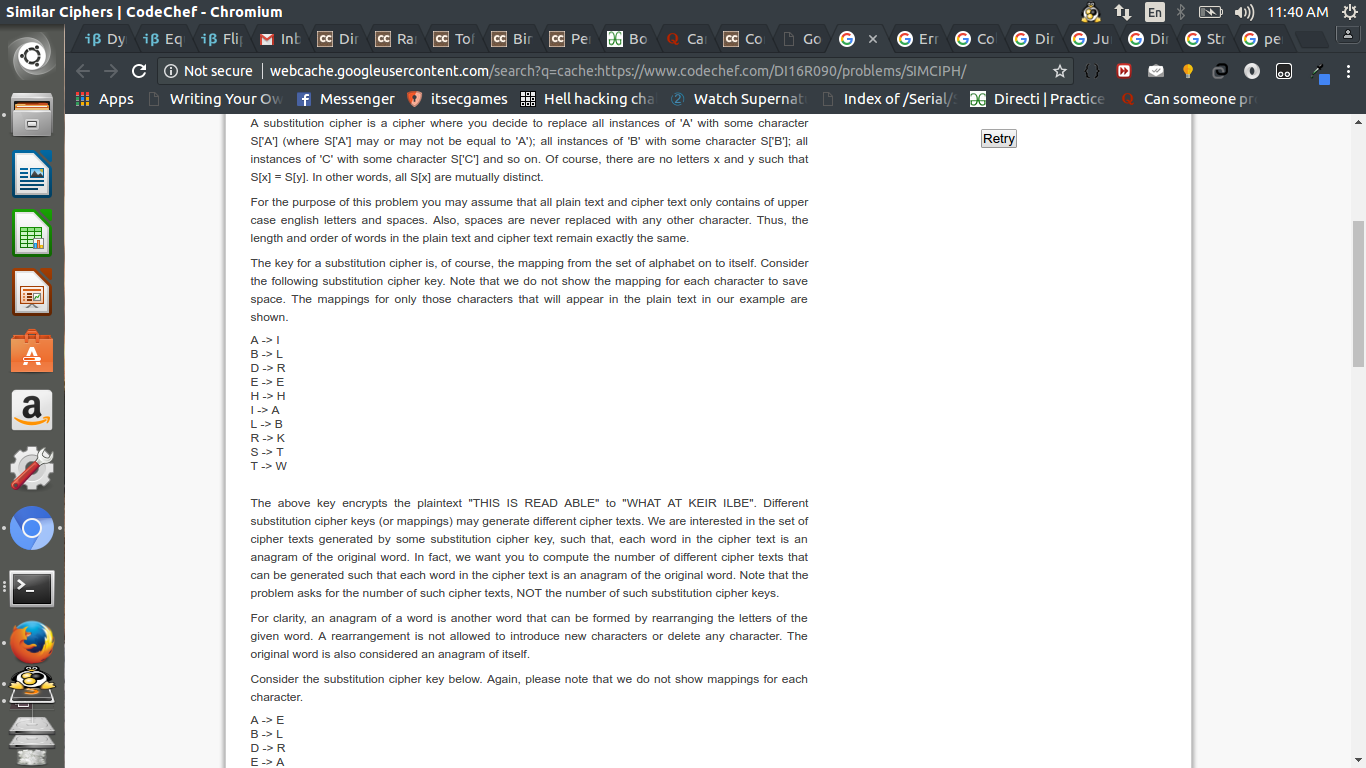 Similar Ciphers | CodeChef - Chromium
En
11:40 AM
Dy
Eq
Fli
Int
Dir
Ra
Tol
Bir
Pe
Bo
Ca
Co
Go
Err
Co
Dir
Ju
Di
Str
pe
Not secure | webcache.googleusercontent.com/search?q=cache:https://www.codechef.com/DI16R090/problems/SIMCIPH/
Apps
Writing Your Ow
Messenger
itsecgames
Hell hacking cha
Watch Supernat
Index of /Serial/
Directi | Practice
Can someone pr
A substitution cipher is a cipher where you decide to replace all instances of 'A' with some character
S['A'] (where S['A'] may or may not be equal to 'A'); all instances of 'B' with some character S['B']; all
instances of 'C' with some character S['C'] and so on. Of course, there are no letters x and y such that
S[x] = S[y]. In other words, all S[x] are mutually distinct.
Retry
For the purpose of this problem you may assume that all plain text and cipher text only contains of upper
case english letters and spaces. Also, spaces are never replaced with any other character. Thus, the
length and order of words in the plain text and cipher text remain exactly the same.
The key for a substitution cipher is, of course, the mapping from the set of alphabet on to itself. Consider
the following substitution cipher key. Note that we do not show the mapping for each character to save
space. The mappings for only those characters that will appear in the plain text in our example are
shown.
A -> I
B -> L
D -> R
E -> E
H -> H
I -> A
L -> B
R -> K
S -> T
T -> W
The above key encrypts the plaintext "THIS IS READ ABLE" to "WHAT AT KEIR ILBE". Different
substitution cipher keys (or mappings) may generate different cipher texts. We are interested in the set of
cipher texts generated by some substitution cipher key, such that, each word in the cipher text is an
anagram of the original word. In fact, we want you to compute the number of different cipher texts that
can be generated such that each word in the cipher text is an anagram of the original word. Note that the
problem asks for the number of such cipher texts, NOT the number of such substitution cipher keys.
For clarity, an anagram of a word is another word that can be formed by rearranging the letters of the
given word. A rearrangement is not allowed to introduce new characters or delete any character. The
original word is also considered an anagram of itself.
Consider the substitution cipher key below. Again, please note that we do not show mappings for each
character.
A -> E
B -> L
D -> R
E -> A